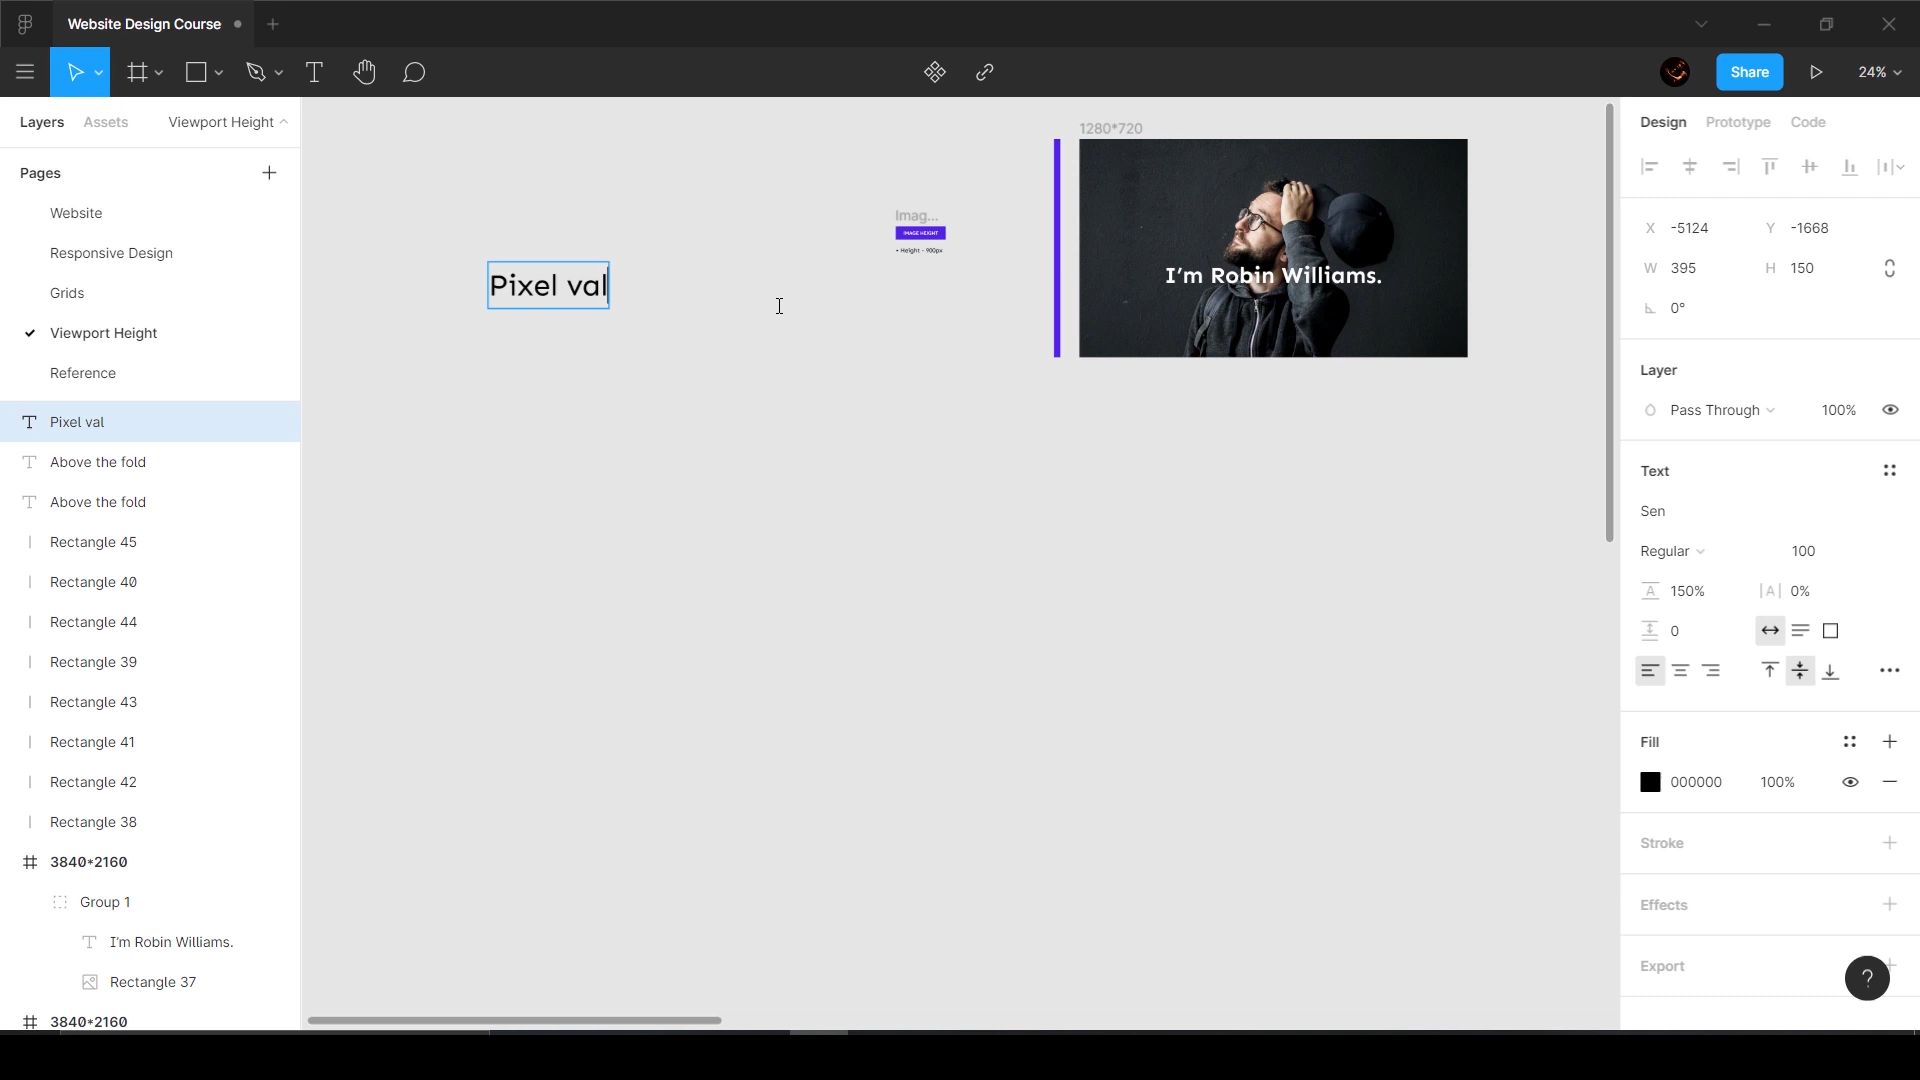 Website Design Course
Share
24%
Layers
Assets
Viewport Height
Pages
Website
Responsive Design
Grids
Viewport Height
Reference
Pixel val
Above the fold
Above the fold
Rectangle 45
Rectangle 40
Rectangle 44
Rectangle 39
Rectangle 43
Rectangle 41
Rectangle 42
Rectangle 38
3840*2160
Group 1
I'm Robin Williams.
Rectangle 37
3840*2160
Pixel val
Imag...
IMAGE HEIGHT
• Height - 900px
1280*720
I'm Robin Williams.
Design
Prototype
Code
X -5124
Y -1668
W 395
H 150
0°
Layer
Pass Through
100%
Text
Sen
Regular
100
150%
0%
0
Fill
000000
100%
Stroke
Effects
Export
?